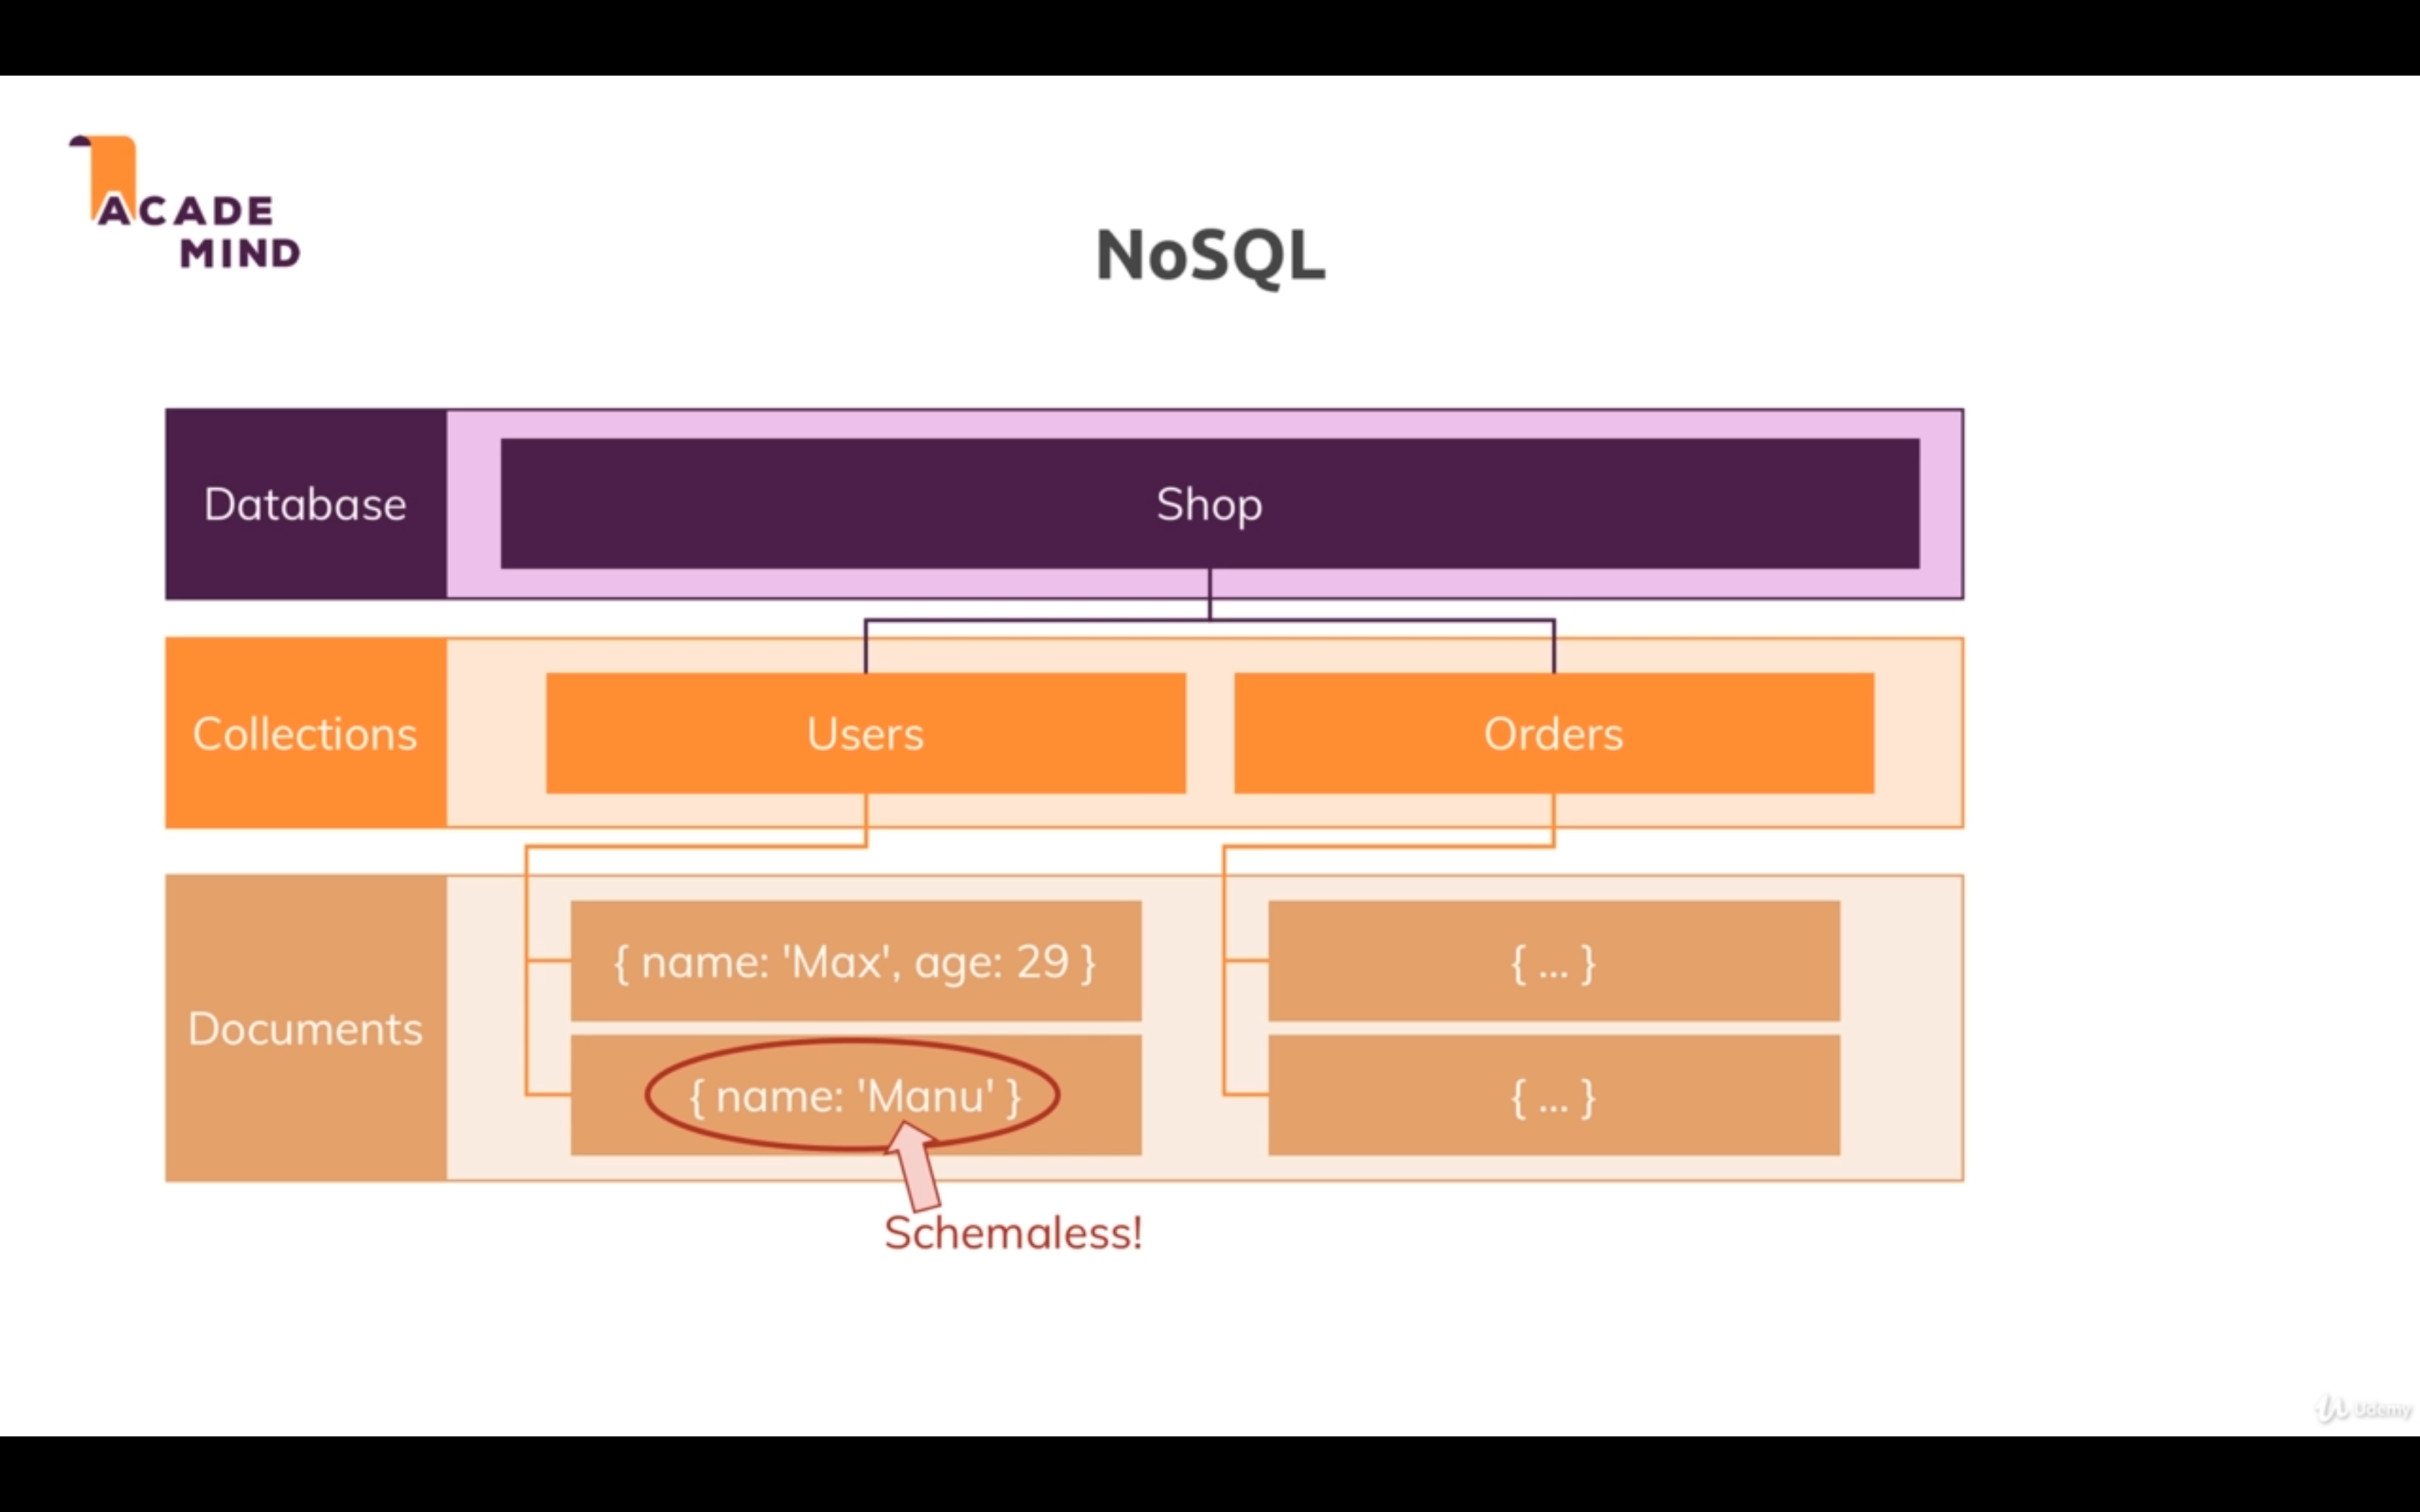 ACADE
MIND
NoSQL
Database
Shop
Collections
Users
Orders
Documents
{ name: 'Max', age: 29 }
{ ... }
{ name: 'Manu' }
{ ... }
Schemaless!
Udemy